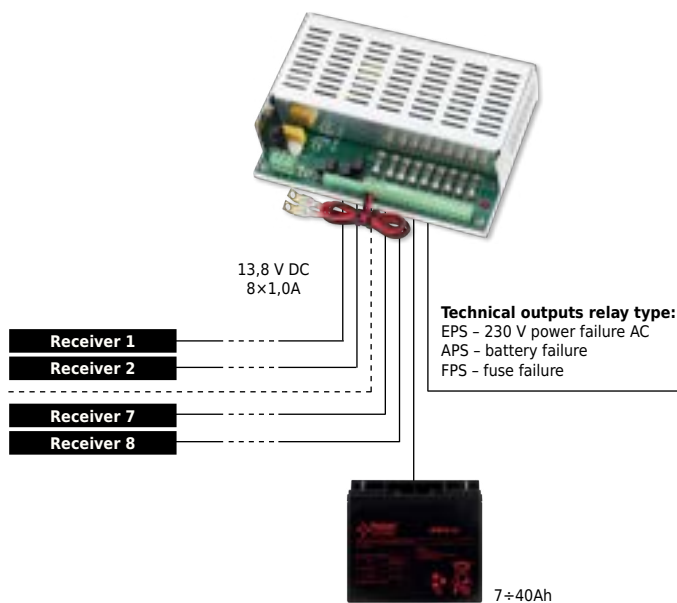 13,8 V DC
8×1,0A
Technical outputs relay type:
EPS – 230 V power failure AC
APS – battery failure
FPS – fuse failure
Receiver 1
Receiver 2
Receiver 7
Receiver 8
7÷40Ah